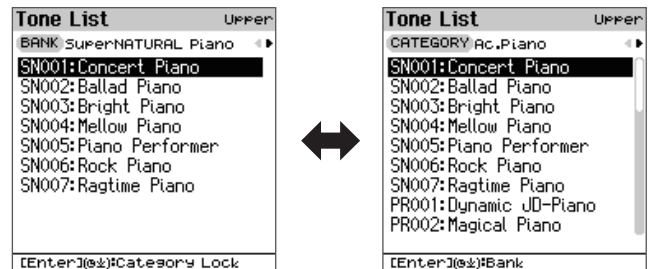 Tone List Upper
BANK SuperNATURAL Piano
SN001:Concert Piano
SN002:Ballad Piano
SN003:Bright Piano
SN004:Mellow Piano
SN005:Piano Performer
SN006:Rock Piano
SN007:Ragtime Piano
[Enter]:Category Lock
Tone List Upper
CATEGORY Ac.Piano
SN001:Concert Piano
SN002:Ballad Piano
SN003:Bright Piano
SN004:Mellow Piano
SN005:Piano Performer
SN006:Rock Piano
SN007:Ragtime Piano
PR001:Dynamic JD-Piano
PR002:Magical Piano
[Enter]:Bank